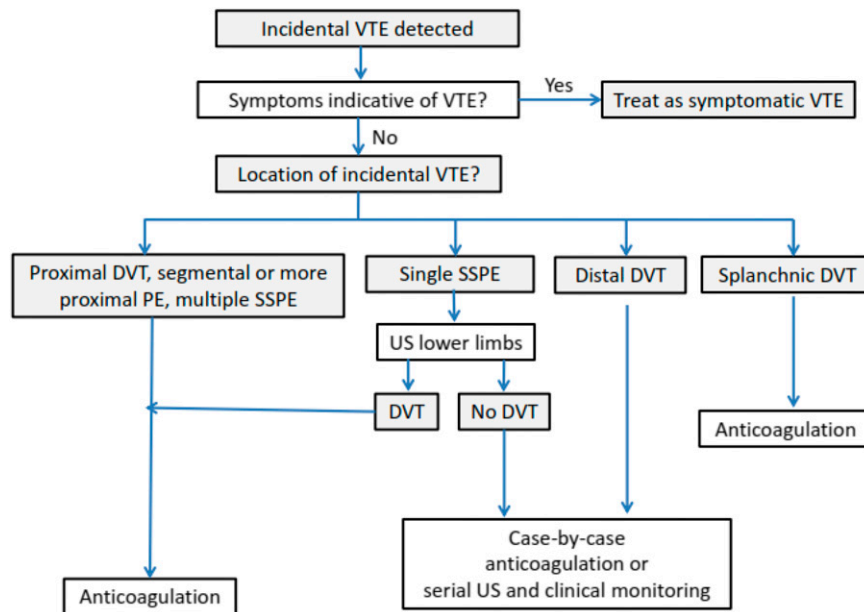 Incidental VTE detected
Symptoms indicative of VTE?
Yes
Treat as symptomatic VTE
No
Location of incidental VTE?
Proximal DVT, segmental or more
proximal PE, multiple SSPE
Single SSPE
Distal DVT
Splanchnic DVT
US lower limbs
DVT
No DVT
Anticoagulation
Case-by-case
anticoagulation or
serial US and clinical monitoring
Anticoagulation